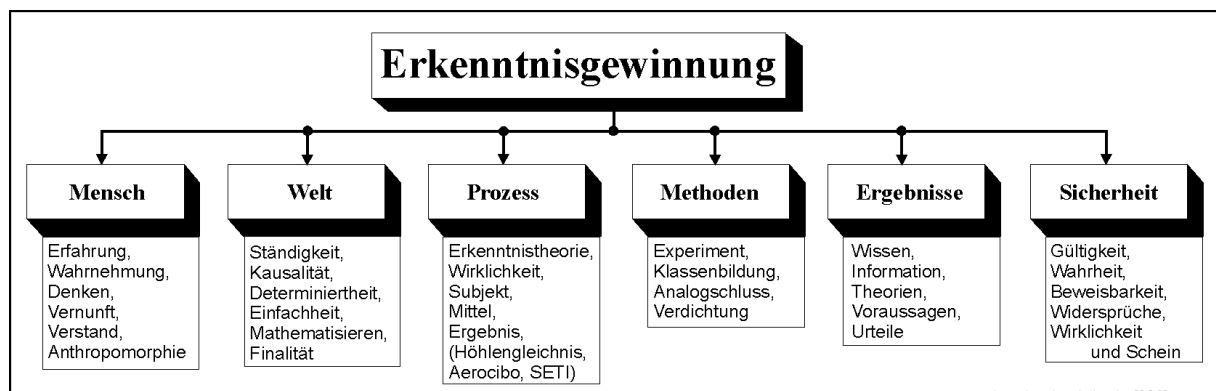 Erkenntnisgewinnung
Mensch
Erfahrung,
Wahrnehmung,
Denken,
Vernunft,
Verstand,
Anthropomorphie
Welt
Ständigkeit,
Kausalität,
Determiniertheit,
Einfachheit,
Mathematisieren,
Finalität
Prozess
Erkenntnistheorie,
Wirklichkeit,
Subjekt,
Mittel,
Ergebnis,
(Höhlengleichnis,
Aerocibo, SETI)
Methoden
Experiment,
Klassenbildung,
Analogschluss,
Verdichtung
Ergebnisse
Wissen,
Information,
Theorien,
Voraussagen,
Urteile
Sicherheit
Gültigkeit,
Wahrheit,
Beweisbarkeit,
Widersprüche,
Wirklichkeit
und Schein